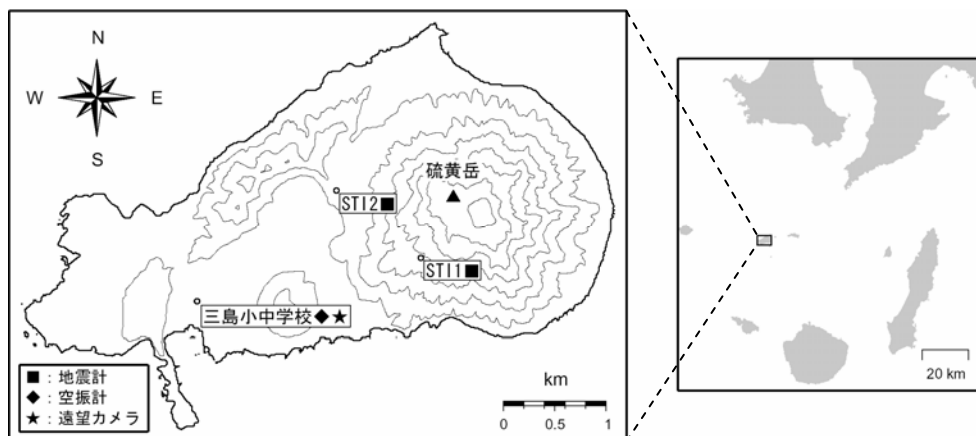 N
W E
S
硫黄岳
STI2■
STI1■
三島小中学校◆★
■：地震計
◆：空振計
★：遠望カメラ
km
0 0.5 1
20 km